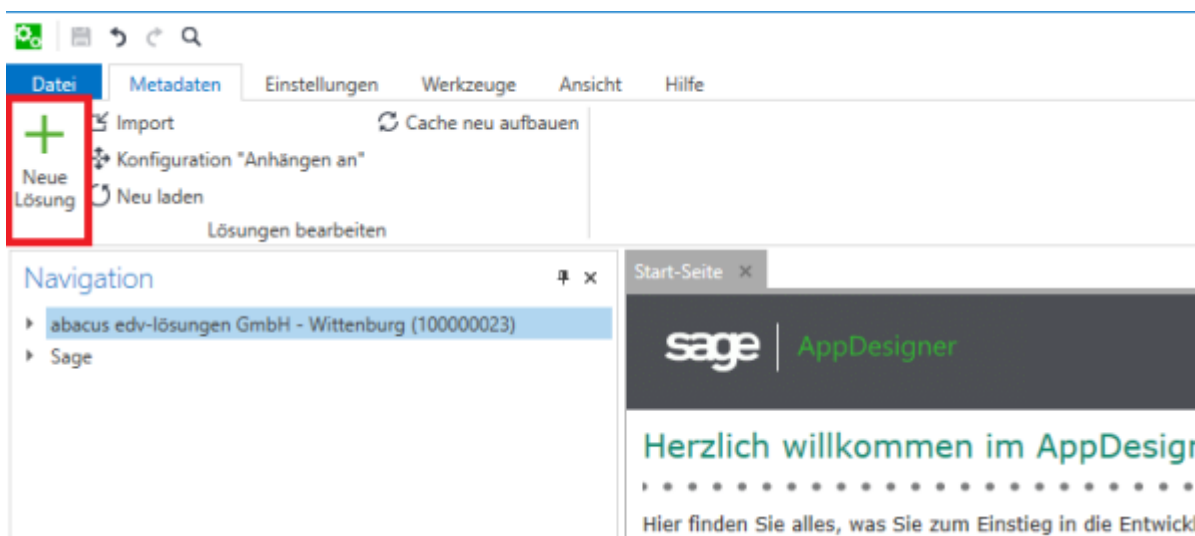 Datei Metadaten Einstellungen Werkzeuge Ansicht Hilfe
Neue
Lösung
Import
Konfiguration "Anhängen an"
Neu laden
Cache neu aufbauen
Lösungen bearbeiten
Navigation
abacus edv-lösungen GmbH - Wittenburg (100000023)
Sage
Start-Seite
sage AppDesigner
Herzlich willkommen im AppDesign
Hier finden Sie alles, was Sie zum Einstieg in die Entwickl